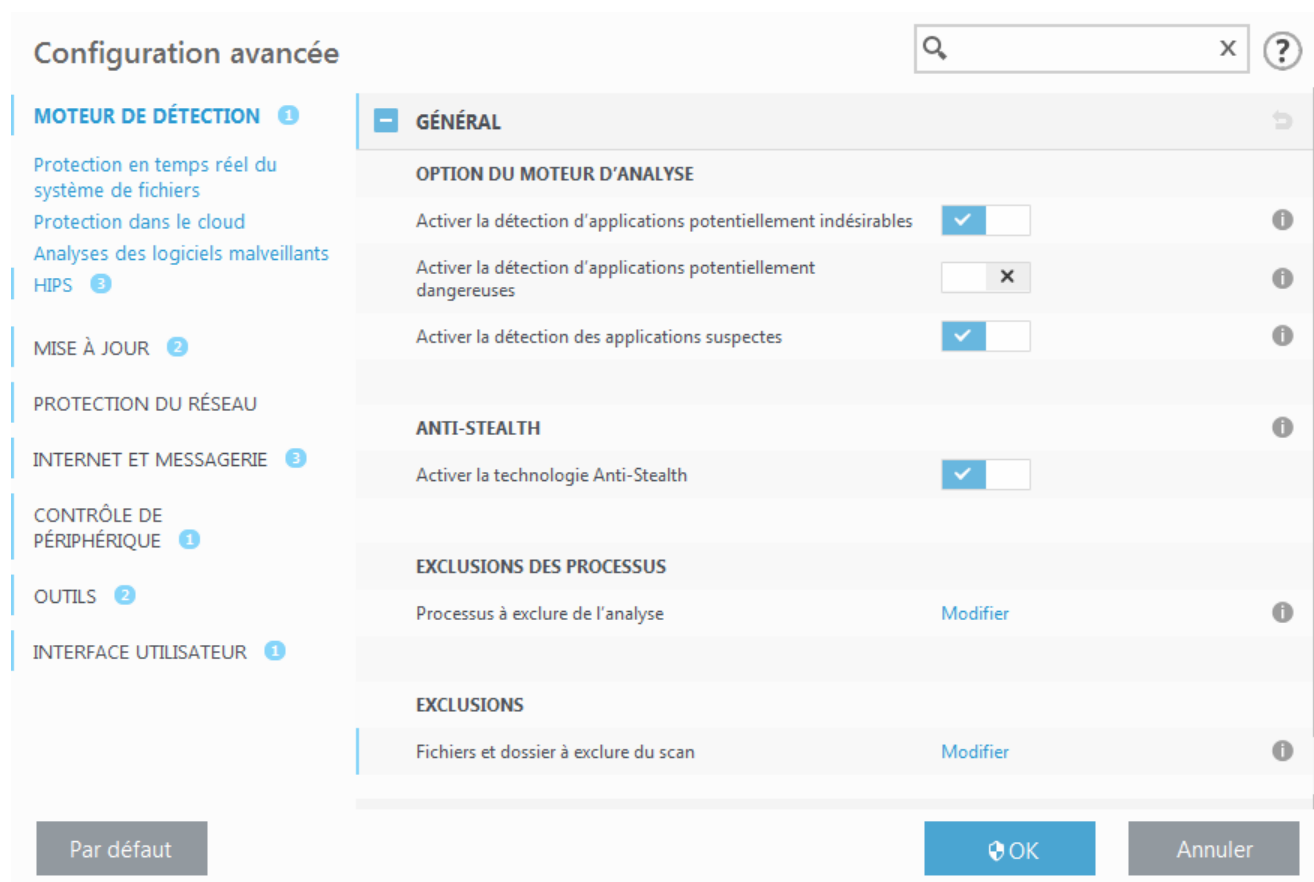 Configuration avancée
X
?
MOTEUR DE DÉTECTION 1
Protection en temps réel du
système de fichiers
Protection dans le cloud
Analyses des logiciels malveillants
HIPS 3
MISE À JOUR 2
PROTECTION DU RÉSEAU
INTERNET ET MESSAGERIE 3
CONTRÔLE DE
PÉRIPHÉRIQUE 1
OUTILS 2
INTERFACE UTILISATEUR 1
GÉNÉRAL
OPTION DU MOTEUR D'ANALYSE
Activer la détection d'applications potentiellement indésirables
Activer la détection d'applications potentiellement
dangereuses
Activer la détection des applications suspectes
ANTI-STEALTH
Activer la technologie Anti-Stealth
EXCLUSIONS DES PROCESSUS
Processus à exclure de l'analyse Modifier
EXCLUSIONS
Fichiers et dossier à exclure du scan Modifier
Par défaut
OK
Annuler